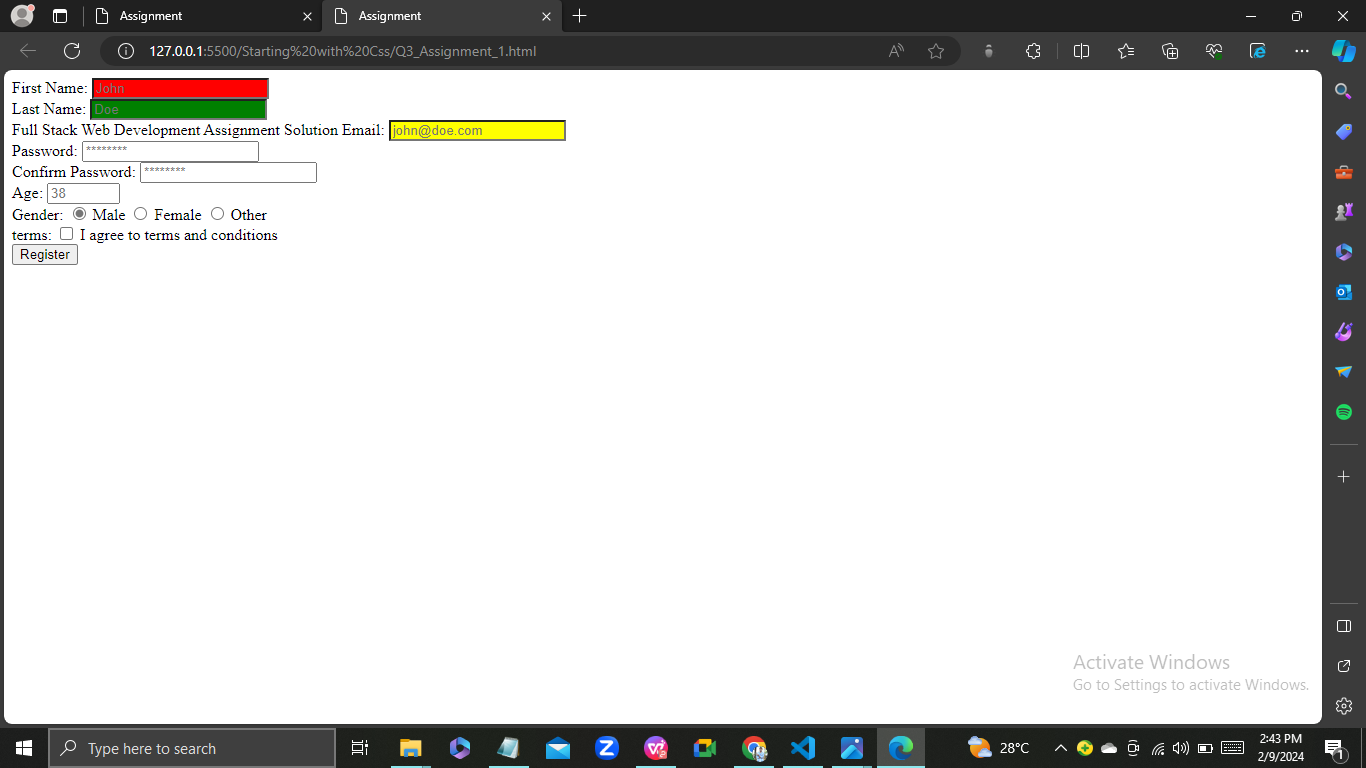 Assignment
Assignment
127.0.0.1:5500/Starting%20with%20Css/Q3_Assignment_1.html
First Name: John
Last Name: Doe
Full Stack Web Development Assignment Solution Email: john@doe.com
Password: ********
Confirm Password: ********
Age: 38
Gender: Male Female Other
terms: I agree to terms and conditions
Register
Activate Windows
Go to Settings to activate Windows.
Type here to search
28°C
2:43 PM
2/9/2024
1